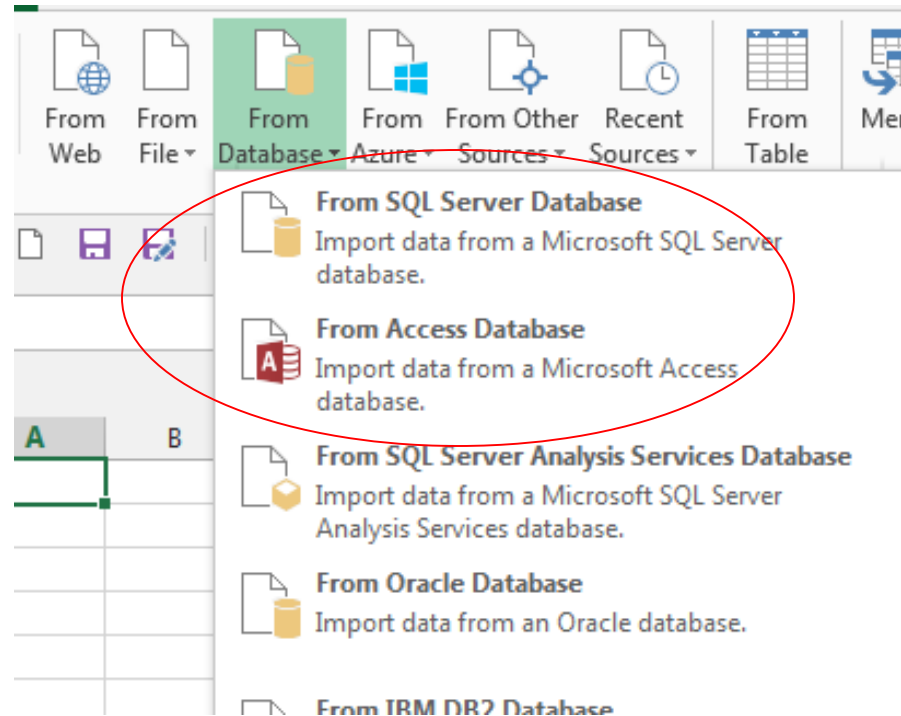 From From From From From Other Recent From
Web File Database Azure Sources Sources Table
From SQL Server Database
Import data from a Microsoft SQL Server
database.
From Access Database
A
Import data from a Microsoft Access
database.
A B
From SQL Server Analysis Services Database
Import data from a Microsoft SQL Server
Analysis Services database.
From Oracle Database
Import data from an Oracle database.
From IBM DB2 Database